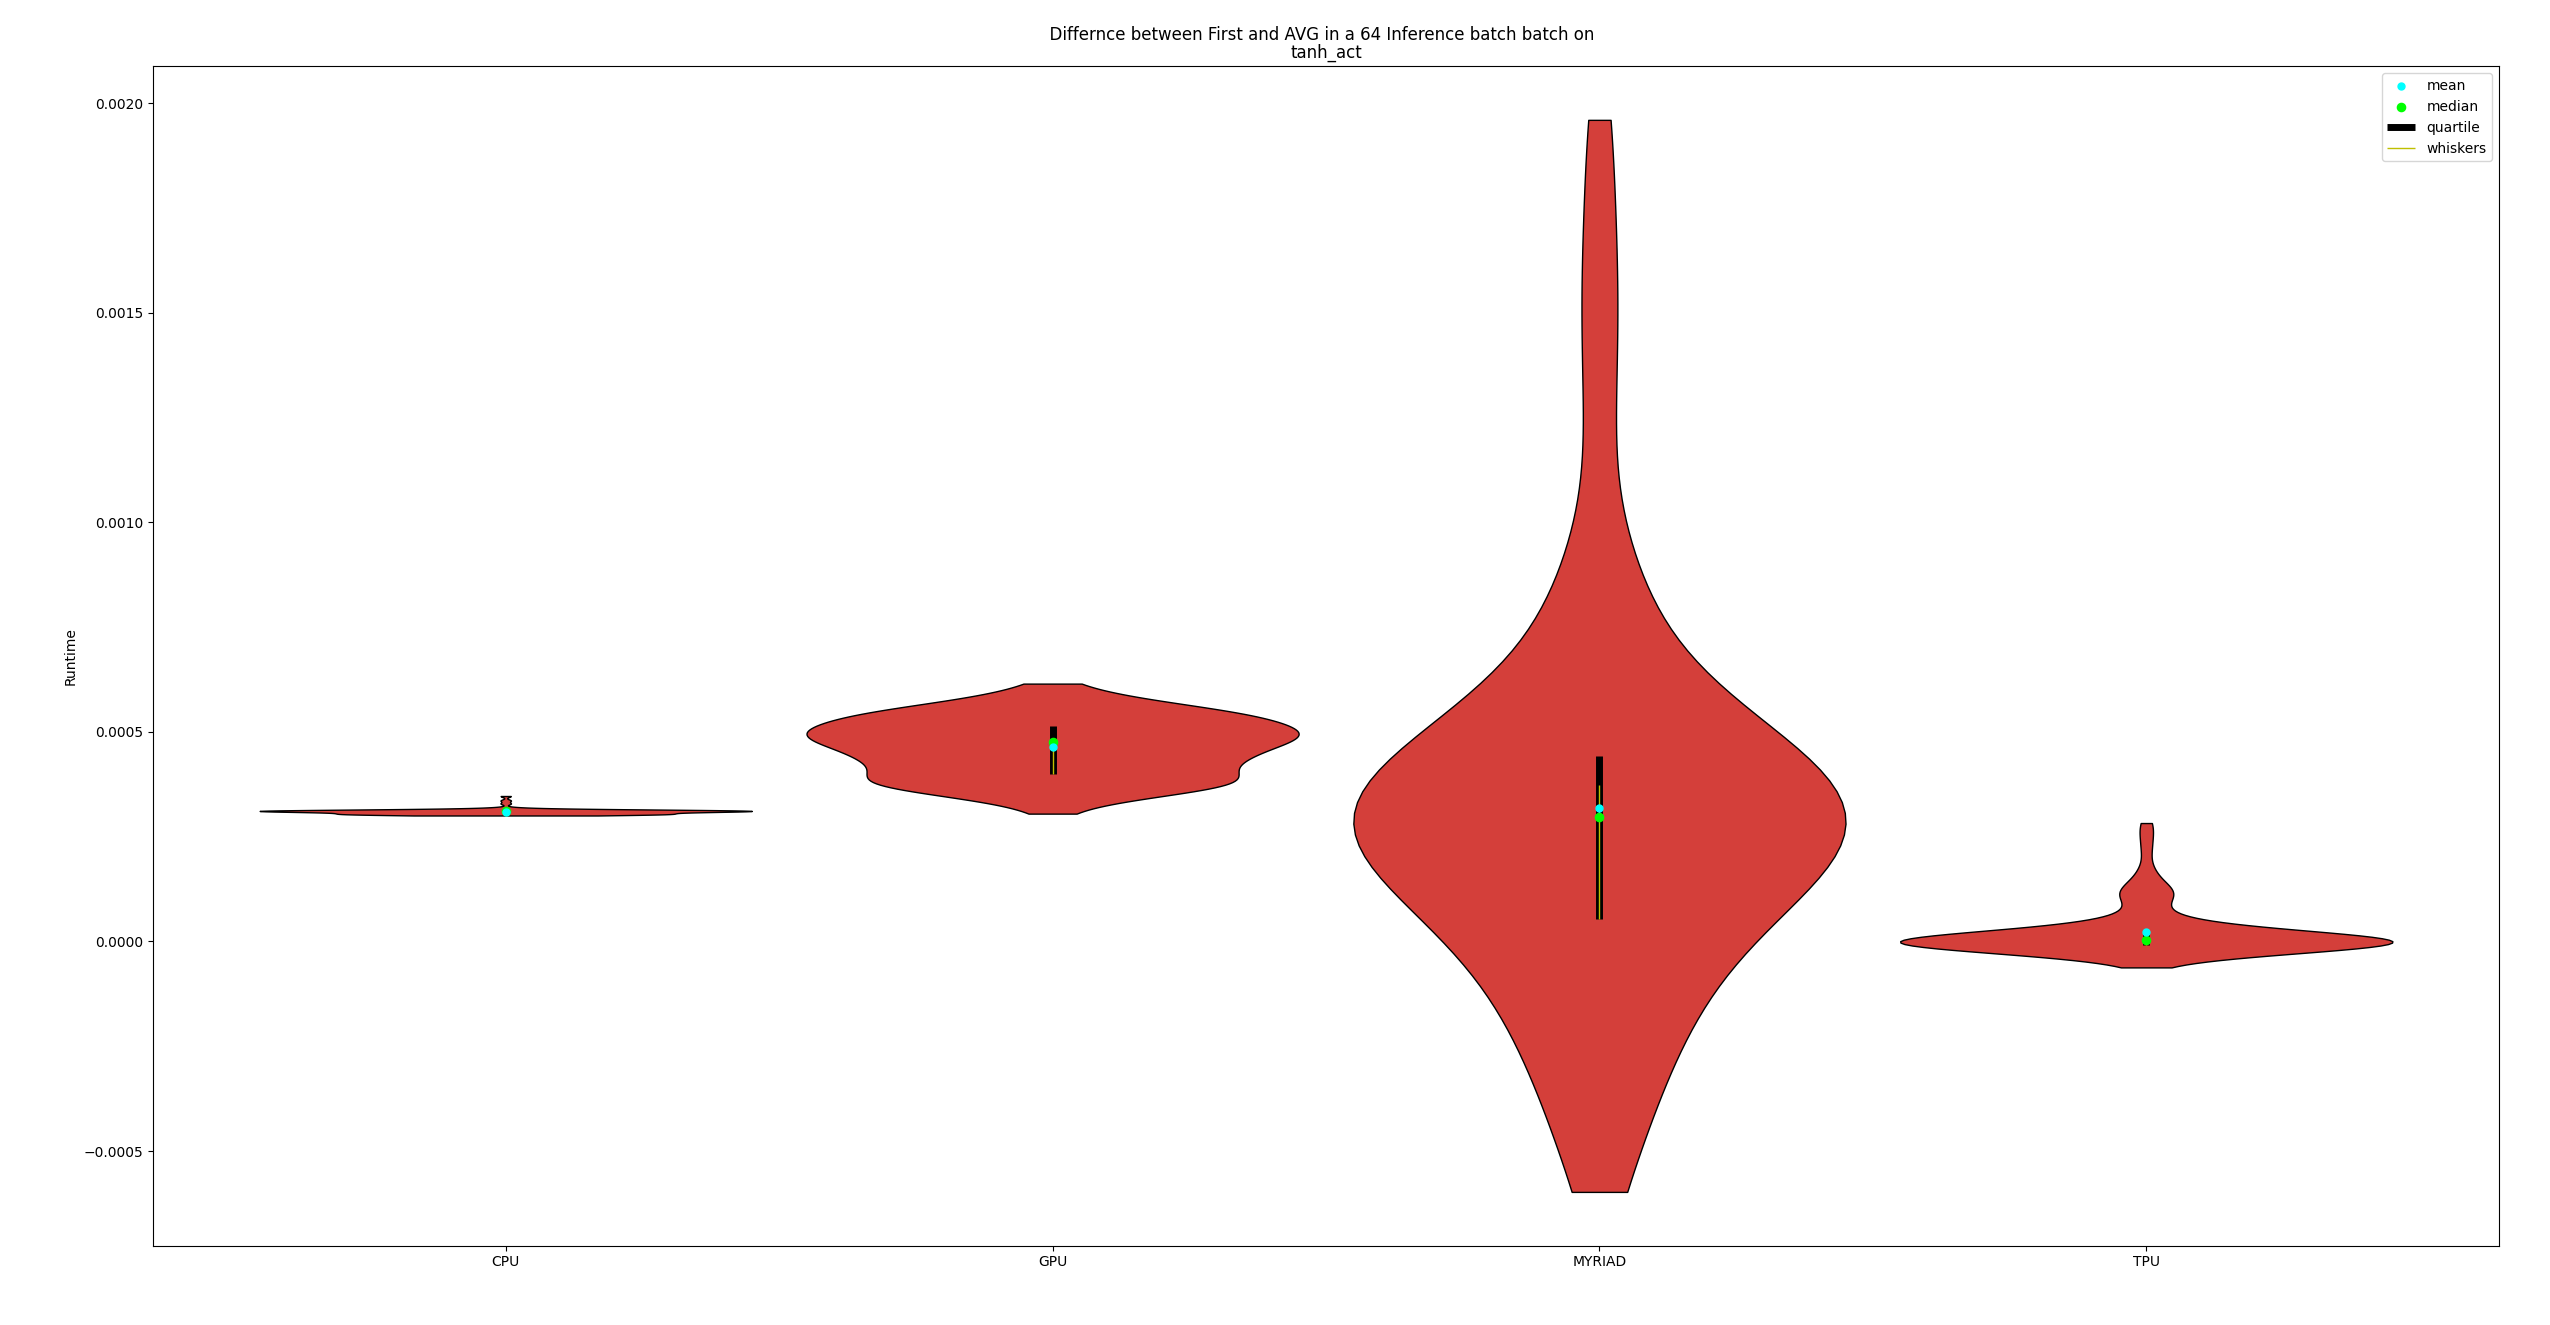 Differnce between First and AVG in a 64 Inference batch batch on
tanh_act
mean
median
quartile
whiskers
0.0020
0.0015
0.0010
0.0005
0.0000
−0.0005
Runtime
CPU GPU MYRIAD TPU